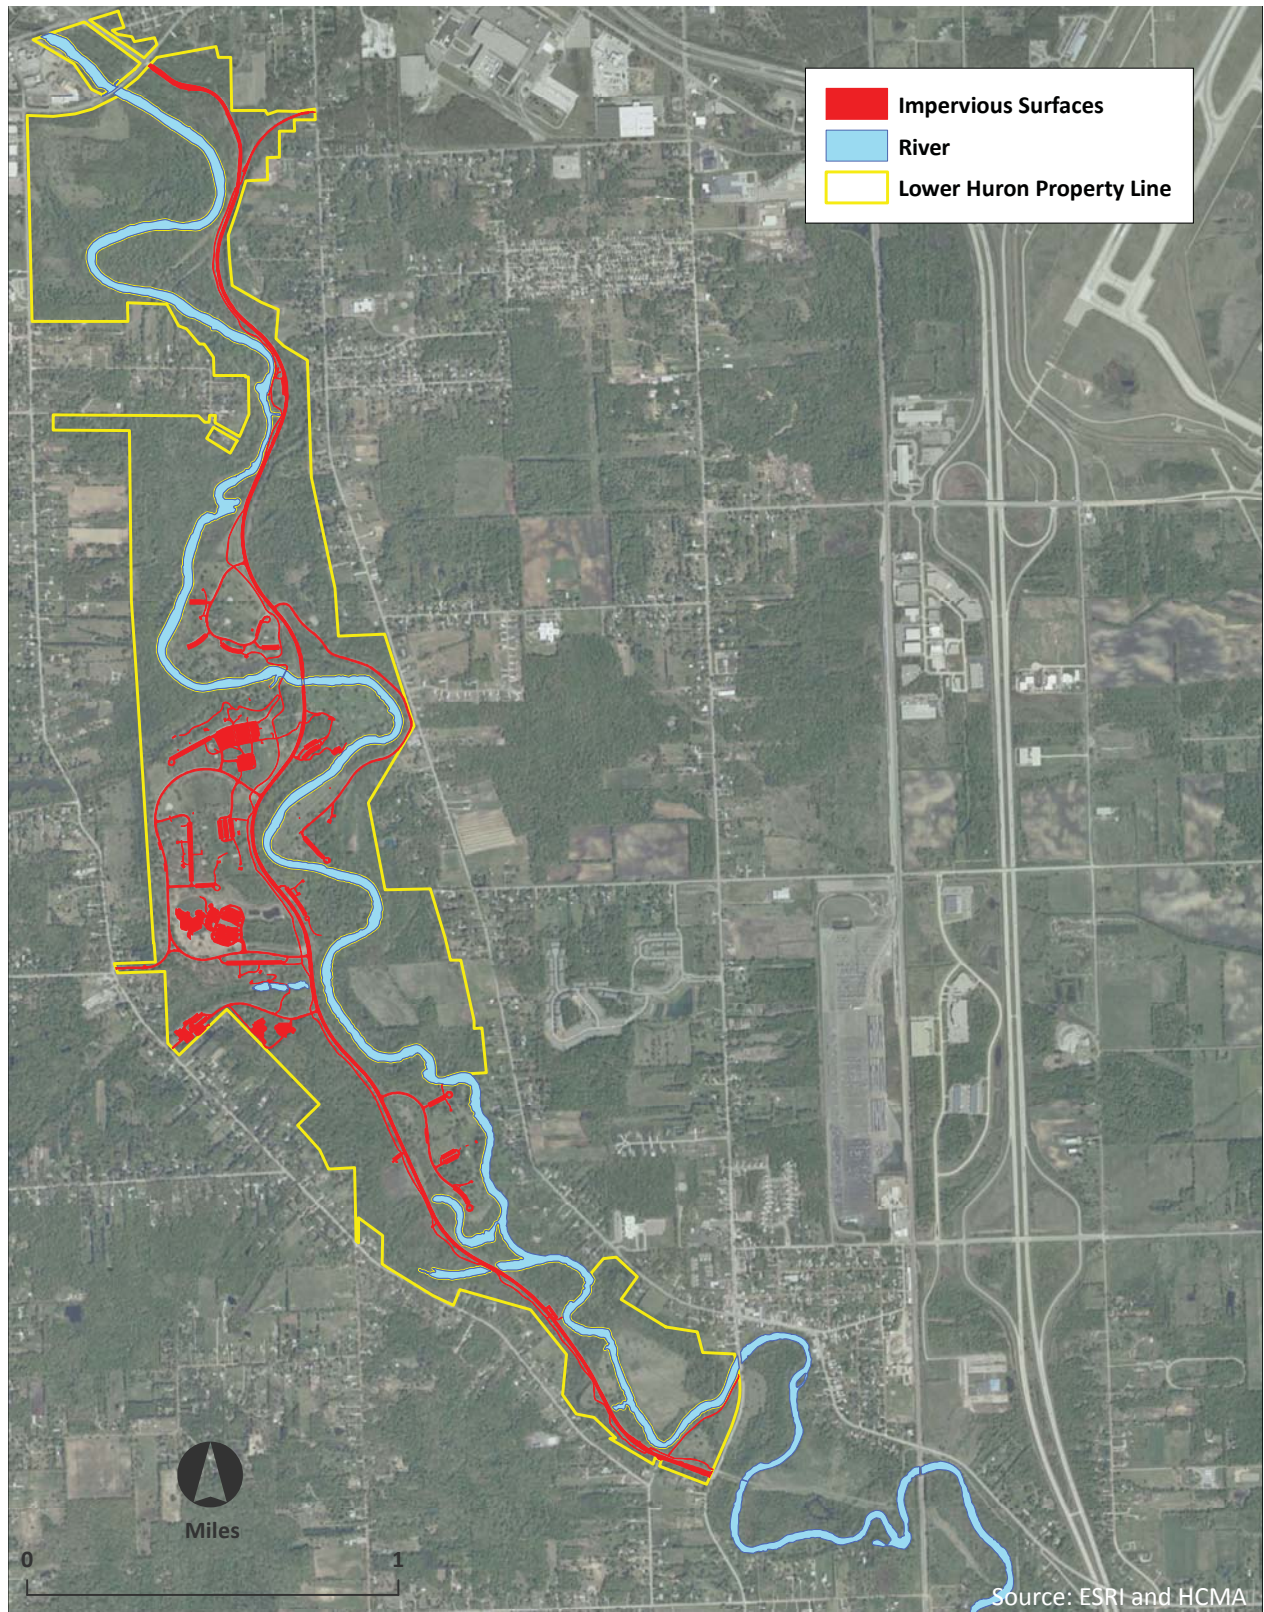 Impervious Surfaces
River
Lower Huron Property Line
Miles
0 1
Source: ESRI and HCMA